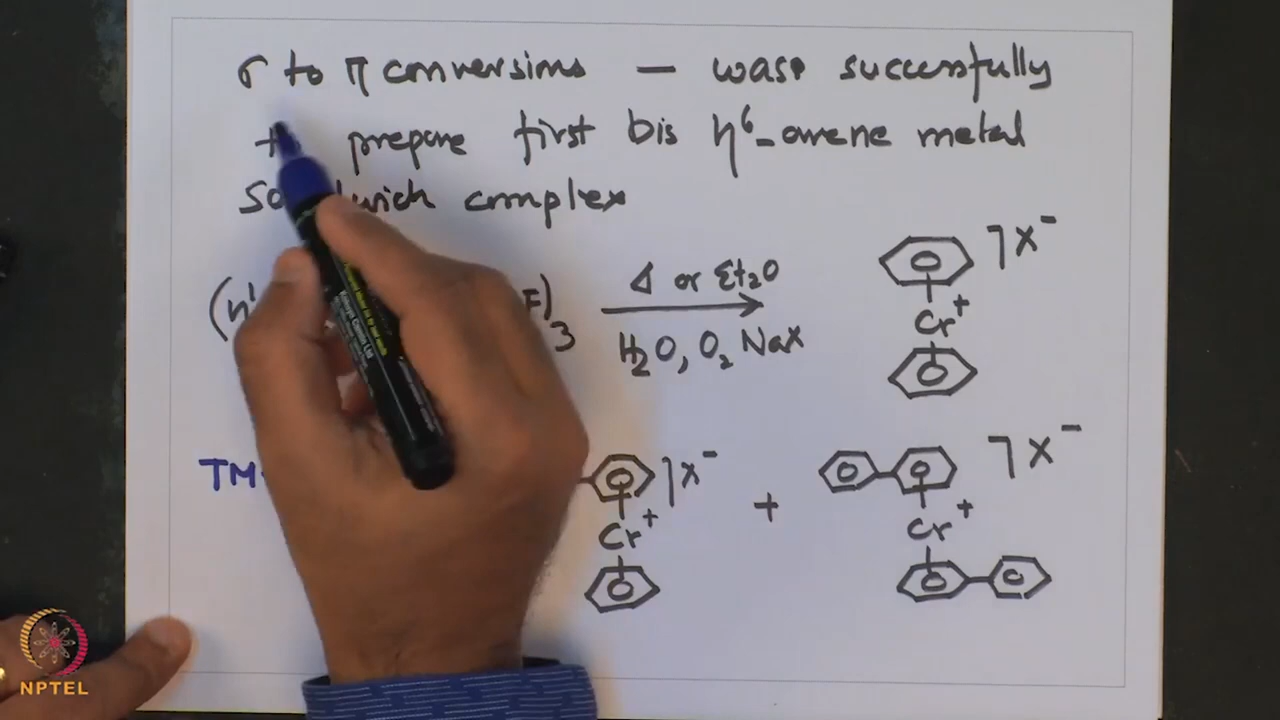 σ to π conversions — was successfully
prepare first bis η⁶-arene metal
complex
Δ or Et₂O
H₂O, O₂ NaX
)₃
] X⁻
Cr⁺
] X⁻
Cr⁺
+
] X⁻
Cr⁺
NPTEL